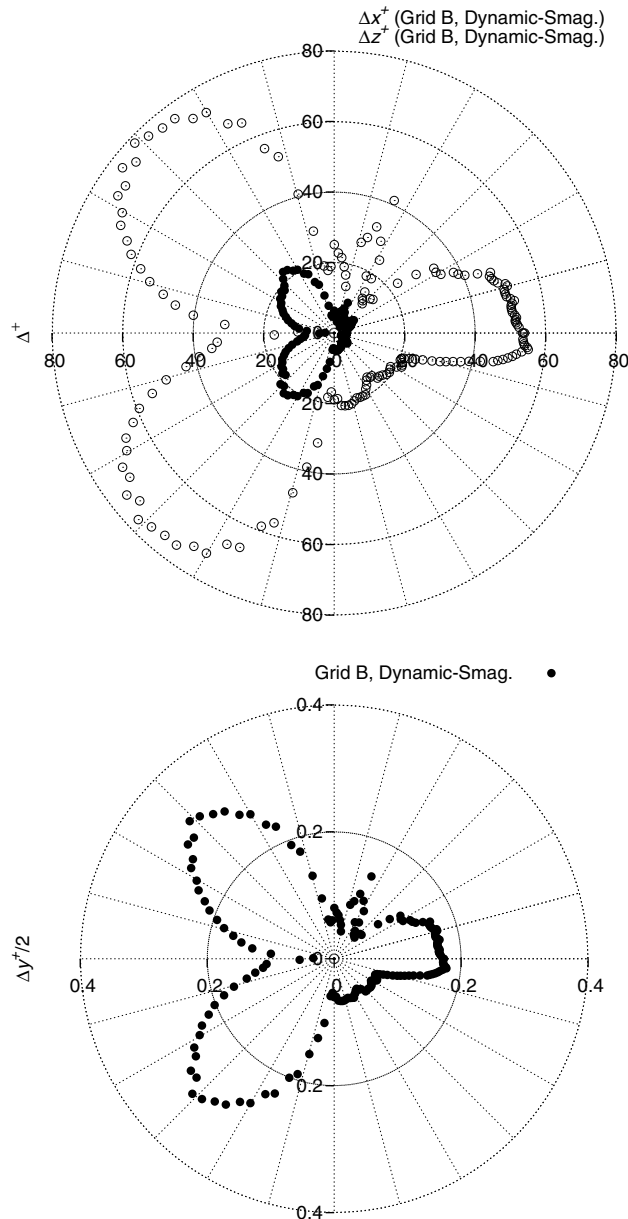 Δx⁺ (Grid B, Dynamic-Smag.)
Δz⁺ (Grid B, Dynamic-Smag.)
80
60
40
20
Δ⁺
80 60 40 20 0 20 40 60 80
20
40
60
80
Grid B, Dynamic-Smag.
0.4
0.2
Δy⁺/2
0.4 0.2 0 0.2 0.4
0.2
0.4